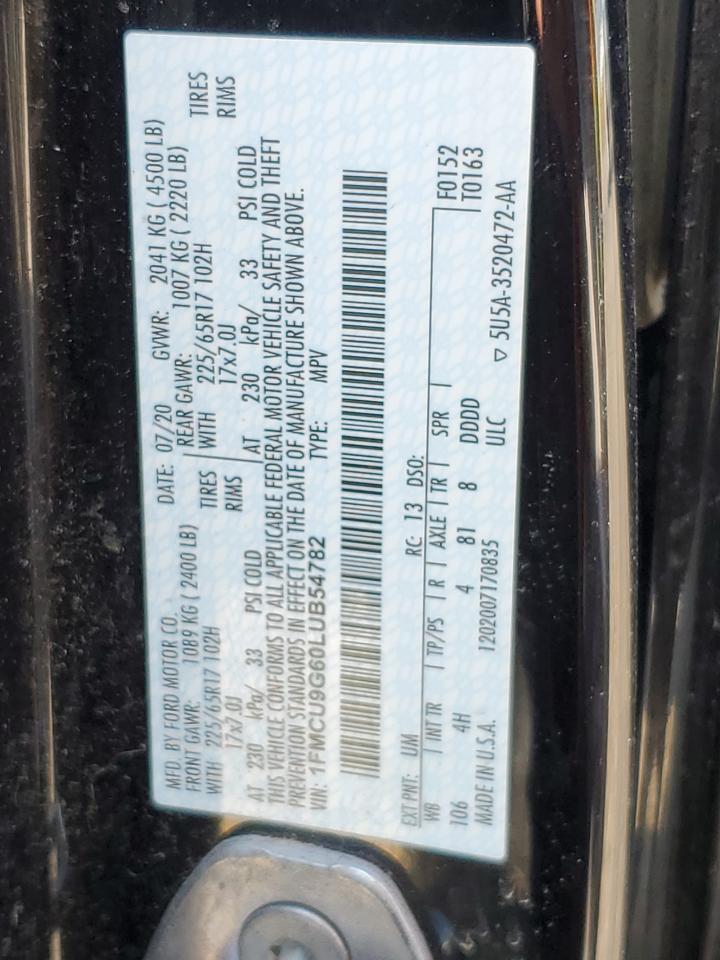 MFD. BY FORD MOTOR CO.
DATE: 07/20 GVWR: 2041 KG ( 4500 LB)
FRONT GAWR: 1089 KG ( 2400 LB)
REAR GAWR: 1007 KG ( 2220 LB)
WITH 225/65R17 102H TIRES
WITH 225/65R17 102H TIRES
17x7.0J RIMS
17x7.0J RIMS
AT 230 kPa/ 33 PSI COLD
AT 230 kPa/ 33 PSI COLD
THIS VEHICLE CONFORMS TO ALL APPLICABLE FEDERAL MOTOR VEHICLE SAFETY AND THEFT
PREVENTION STANDARDS IN EFFECT ON THE DATE OF MANUFACTURE SHOWN ABOVE.
VIN: 1FMCU9G60LUB54782 TYPE: MPV
EXT PNT: UM RC: 13 DSO:
WB INT TR TP/PS R AXLE TR SPR F0152
106 4H 4 81 8 DDDD T0163
MADE IN U.S.A. 1202007170835 ULC ▽ 5U5A-3520472-AA